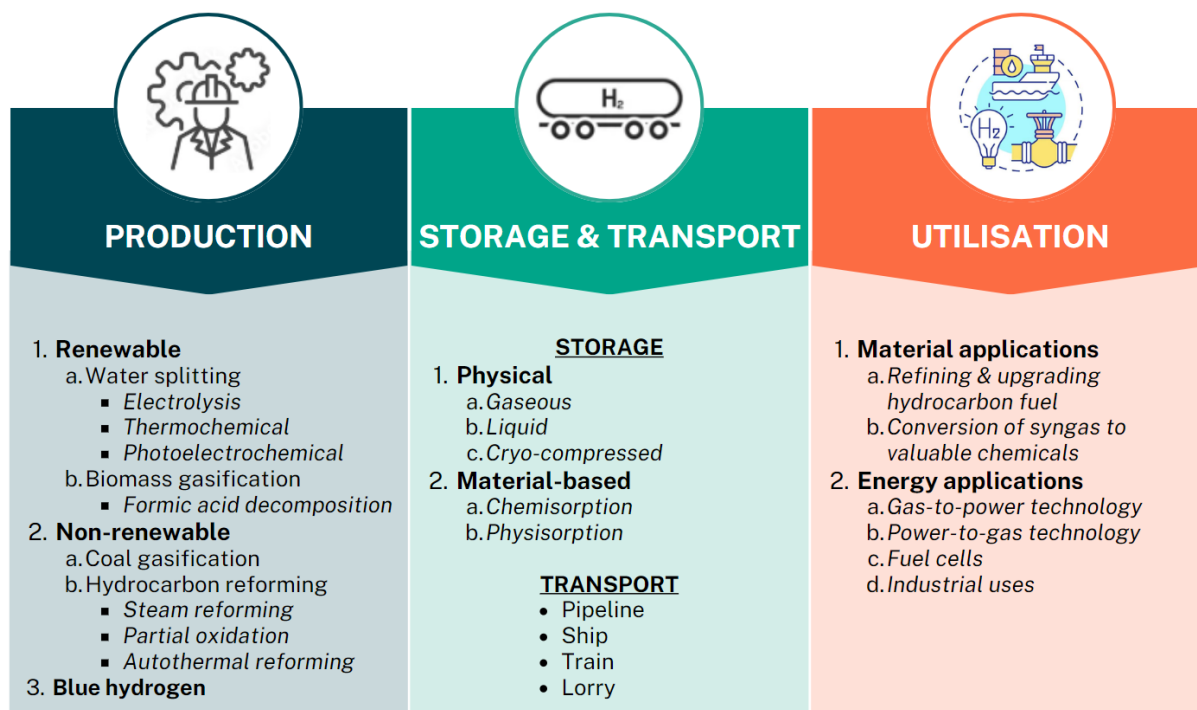 H₂
H₂
PRODUCTION
STORAGE & TRANSPORT
UTILISATION
1. Renewable
a. Water splitting
▪ Electrolysis
▪ Thermochemical
▪ Photoelectrochemical
b. Biomass gasification
▪ Formic acid decomposition
2. Non-renewable
a. Coal gasification
b. Hydrocarbon reforming
▪ Steam reforming
▪ Partial oxidation
▪ Autothermal reforming
3. Blue hydrogen
STORAGE
1. Physical
a. Gaseous
b. Liquid
c. Cryo-compressed
2. Material-based
a. Chemisorption
b. Physisorption
TRANSPORT
• Pipeline
• Ship
• Train
• Lorry
1. Material applications
a. Refining & upgrading
hydrocarbon fuel
b. Conversion of syngas to
valuable chemicals
2. Energy applications
a. Gas-to-power technology
b. Power-to-gas technology
c. Fuel cells
d. Industrial uses